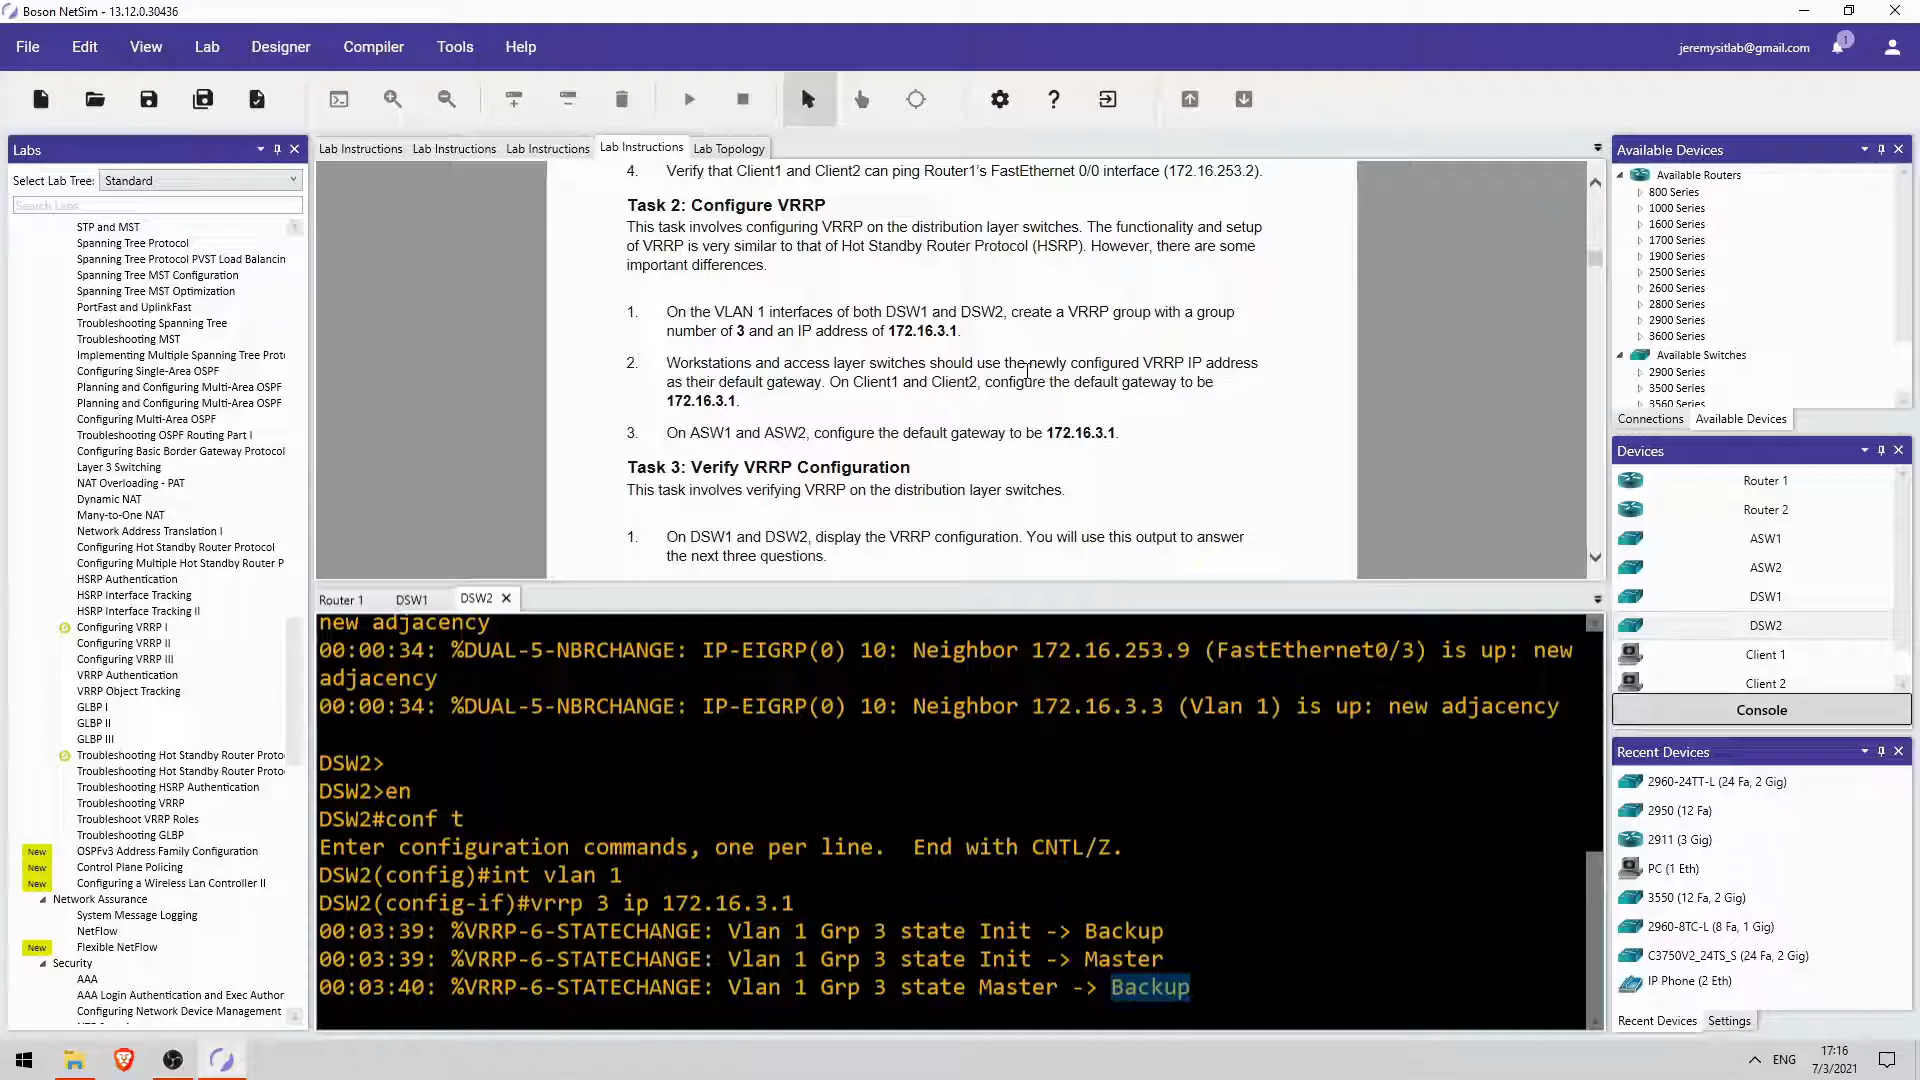 Boson NetSim - 13.12.0.30436
File Edit View Lab Designer Compiler Tools Help
jeremysitlab@gmail.com
1
Labs
Select Lab Tree: Standard
Search Labs
STP and MST
Spanning Tree Protocol
Spanning Tree Protocol PVST Load Balancin
Spanning Tree MST Configuration
Spanning Tree MST Optimization
PortFast and UplinkFast
Troubleshooting Spanning Tree
Troubleshooting MST
Implementing Multiple Spanning Tree Proto
Configuring Single-Area OSPF
Planning and Configuring Multi-Area OSPF
Planning and Configuring Multi-Area OSPF
Configuring Multi-Area OSPF
Troubleshooting OSPF Routing Part I
Configuring Basic Border Gateway Protocol
Layer 3 Switching
NAT Overloading - PAT
Dynamic NAT
Many-to-One NAT
Network Address Translation I
Configuring Hot Standby Router Protocol
Configuring Multiple Hot Standby Router P
HSRP Authentication
HSRP Interface Tracking
HSRP Interface Tracking II
Configuring VRRP I
Configuring VRRP II
Configuring VRRP III
VRRP Authentication
VRRP Object Tracking
GLBP I
GLBP II
GLBP III
Troubleshooting Hot Standby Router Proto
Troubleshooting Hot Standby Router Proto
Troubleshooting HSRP Authentication
Troubleshooting VRRP
Troubleshoot VRRP Roles
Troubleshooting GLBP
New OSPFv3 Address Family Configuration
New Control Plane Policing
New Configuring a Wireless Lan Controller II
Network Assurance
System Message Logging
NetFlow
New Flexible NetFlow
Security
AAA
AAA Login Authentication and Exec Author
Configuring Network Device Management
Lab Instructions Lab Instructions Lab Instructions Lab Instructions Lab Topology
4. Verify that Client1 and Client2 can ping Router1's FastEthernet 0/0 interface (172.16.253.2).
Task 2: Configure VRRP
This task involves configuring VRRP on the distribution layer switches. The functionality and setup
of VRRP is very similar to that of Hot Standby Router Protocol (HSRP). However, there are some
important differences.
1. On the VLAN 1 interfaces of both DSW1 and DSW2, create a VRRP group with a group
number of 3 and an IP address of 172.16.3.1.
2. Workstations and access layer switches should use the newly configured VRRP IP address
as their default gateway. On Client1 and Client2, configure the default gateway to be
172.16.3.1.
3. On ASW1 and ASW2, configure the default gateway to be 172.16.3.1.
Task 3: Verify VRRP Configuration
This task involves verifying VRRP on the distribution layer switches.
1. On DSW1 and DSW2, display the VRRP configuration. You will use this output to answer
the next three questions.
Router 1 DSW1 DSW2
new adjacency
00:00:34: %DUAL-5-NBRCHANGE: IP-EIGRP(0) 10: Neighbor 172.16.253.9 (FastEthernet0/3) is up: new
adjacency
00:00:34: %DUAL-5-NBRCHANGE: IP-EIGRP(0) 10: Neighbor 172.16.3.3 (Vlan 1) is up: new adjacency
DSW2>
DSW2>en
DSW2#conf t
Enter configuration commands, one per line.  End with CNTL/Z.
DSW2(config)#int vlan 1
DSW2(config-if)#vrrp 3 ip 172.16.3.1
00:03:39: %VRRP-6-STATECHANGE: Vlan 1 Grp 3 state Init -> Backup
00:03:39: %VRRP-6-STATECHANGE: Vlan 1 Grp 3 state Init -> Master
00:03:40: %VRRP-6-STATECHANGE: Vlan 1 Grp 3 state Master -> Backup
Available Devices
Available Routers
800 Series
1000 Series
1600 Series
1700 Series
1900 Series
2500 Series
2600 Series
2800 Series
2900 Series
3600 Series
Available Switches
2900 Series
3500 Series
3560 Series
Connections Available Devices
Devices
Router 1
Router 2
ASW1
ASW2
DSW1
DSW2
Client 1
Client 2
Console
Recent Devices
2960-24TT-L (24 Fa, 2 Gig)
2950 (12 Fa)
2911 (3 Gig)
PC (1 Eth)
3550 (12 Fa, 2 Gig)
2960-8TC-L (8 Fa, 1 Gig)
C3750V2_24TS_S (24 Fa, 2 Gig)
IP Phone (2 Eth)
Recent Devices Settings
ENG
17:16
7/3/2021